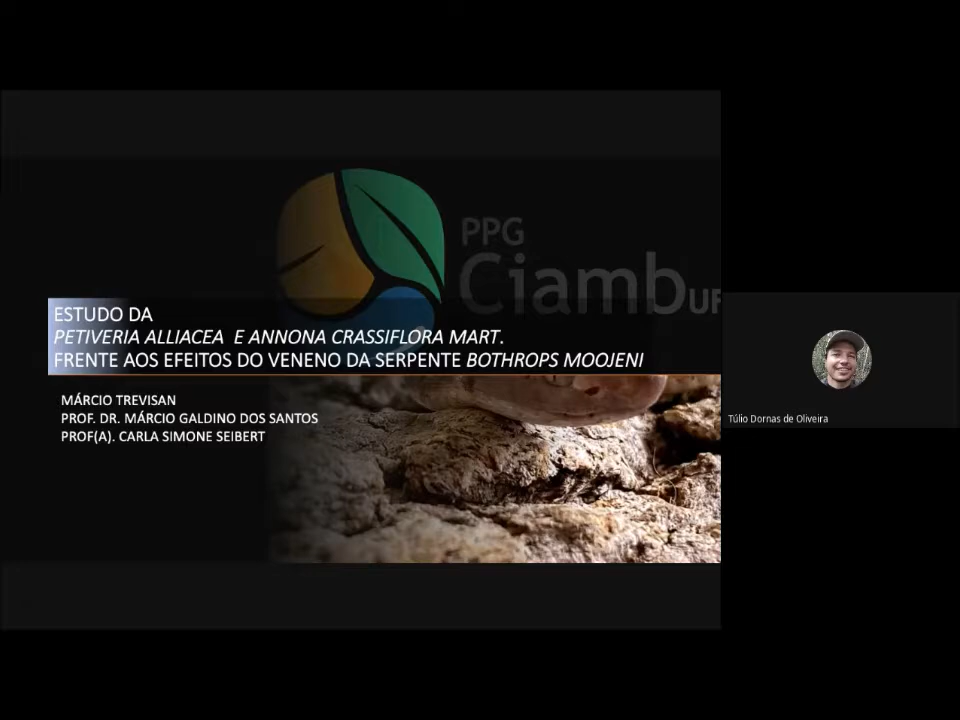 PPG
Ciamb
ESTUDO DA
PETIVERIA ALLIACEA E ANNONA CRASSIFLORA MART.
FRENTE AOS EFEITOS DO VENENO DA SERPENTE BOTHROPS MOOJENI
MÁRCIO TREVISAN
PROF. DR. MÁRCIO GALDINO DOS SANTOS
PROF(A). CARLA SIMONE SEIBERT
Túlio Dornas de Oliveira